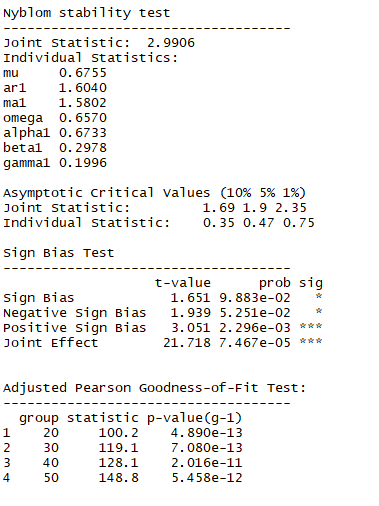 Nyblom stability test
------------------------------------
Joint Statistic:  2.9906
Individual Statistics:
mu     0.6755
ar1    1.6040
ma1    1.5802
omega  0.6570
alpha1 0.6733
beta1  0.2978
gamma1 0.1996
Asymptotic Critical Values (10% 5% 1%)
Joint Statistic:         1.69 1.9 2.35
Individual Statistic:    0.35 0.47 0.75
Sign Bias Test
------------------------------------
                   t-value      prob sig
Sign Bias            1.651 9.883e-02   *
Negative Sign Bias   1.939 5.251e-02   *
Positive Sign Bias   3.051 2.296e-03 ***
Joint Effect        21.718 7.467e-05 ***
Adjusted Pearson Goodness-of-Fit Test:
------------------------------------
  group statistic p-value(g-1)
1    20     100.2    4.890e-13
2    30     119.1    7.080e-13
3    40     128.1    2.016e-11
4    50     148.8    5.458e-12